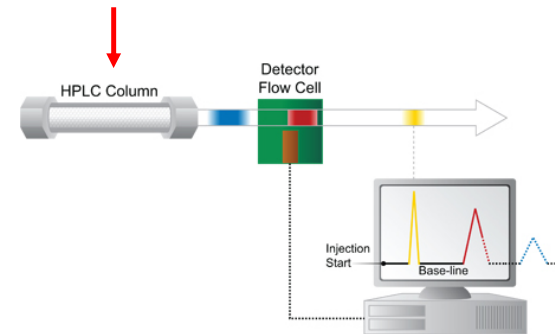 HPLC Column
Detector
Flow Cell
Injection
Start
Base-line